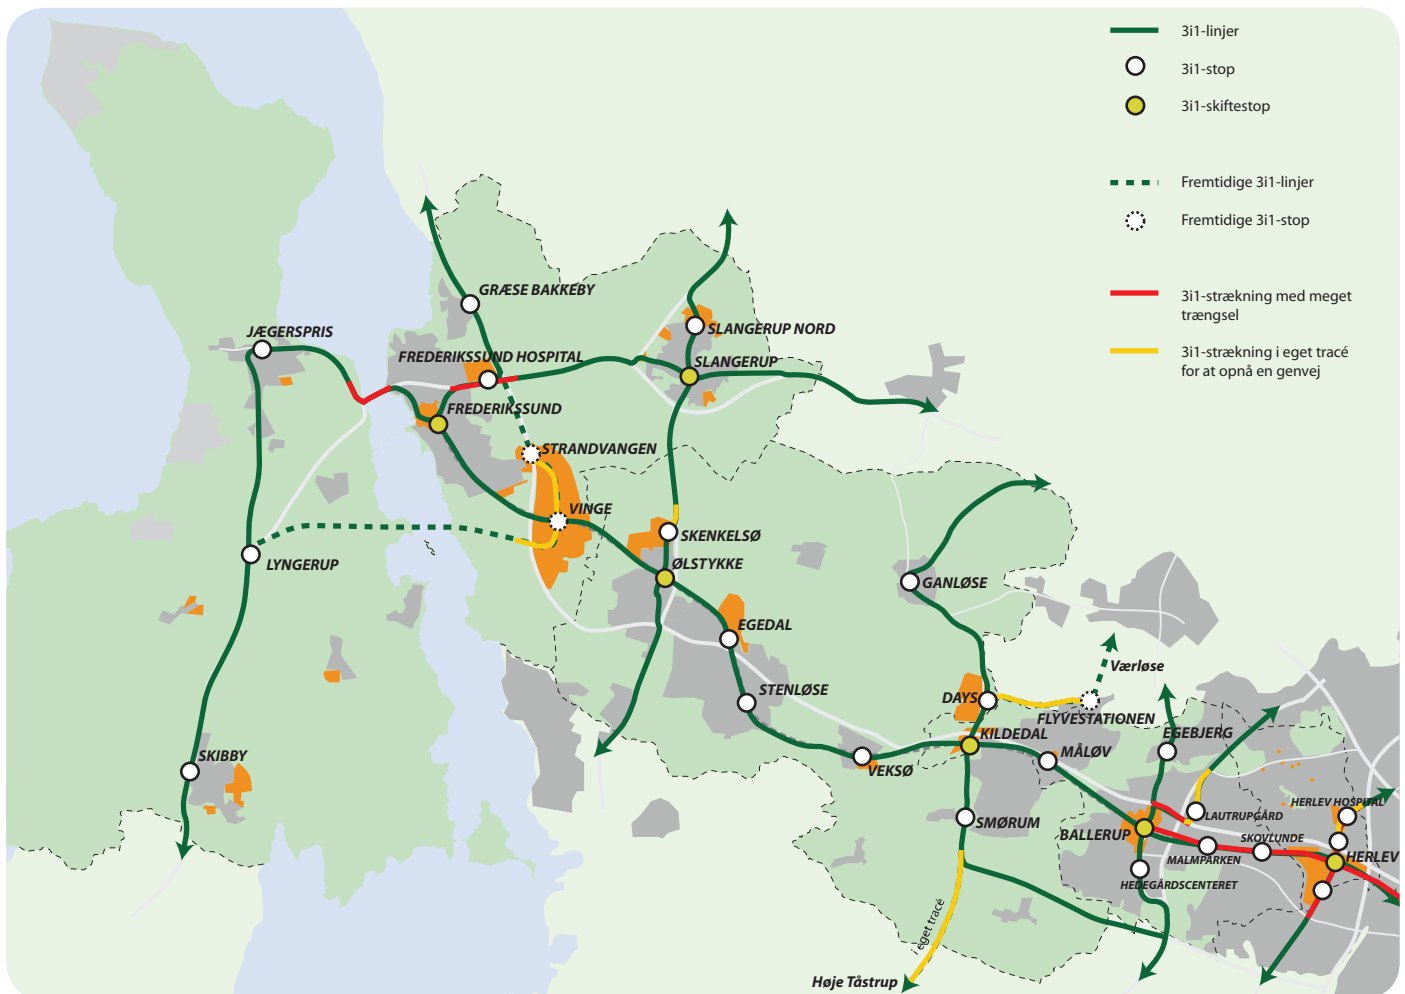 3i1-linjer
3i1-stop
3i1-skiftestop
Fremtidige 3i1-linjer
Fremtidige 3i1-stop
3i1-strækning med meget
trængsel
3i1-strækning i eget tracé
for at opnå en genvej
GRÆSE BAKKEBY
JÆGERSPRIS
SLANGERUP NORD
FREDERIKSSUND HOSPITAL
SLANGERUP
FREDERIKSSUND
STRANDVANGEN
VINGE
SKENKELSØ
LYNGERUP
ØLSTYKKE
GANLØSE
EGEDAL
Værløse
STENLØSE
DAYS
FLYVESTATIONEN
KILDEDAL
EGEBJERG
MÅLØV
SKIBBY
VEKSØ
HERLEV HOSPITAL
LAUTRUPGÅRD
SMØRUM
BALLERUP
SKOVLUNDE
MALMPARKEN
HERLEV
HEDEGÅRDSCENTERET
i eget tracé
Høje Tåstrup